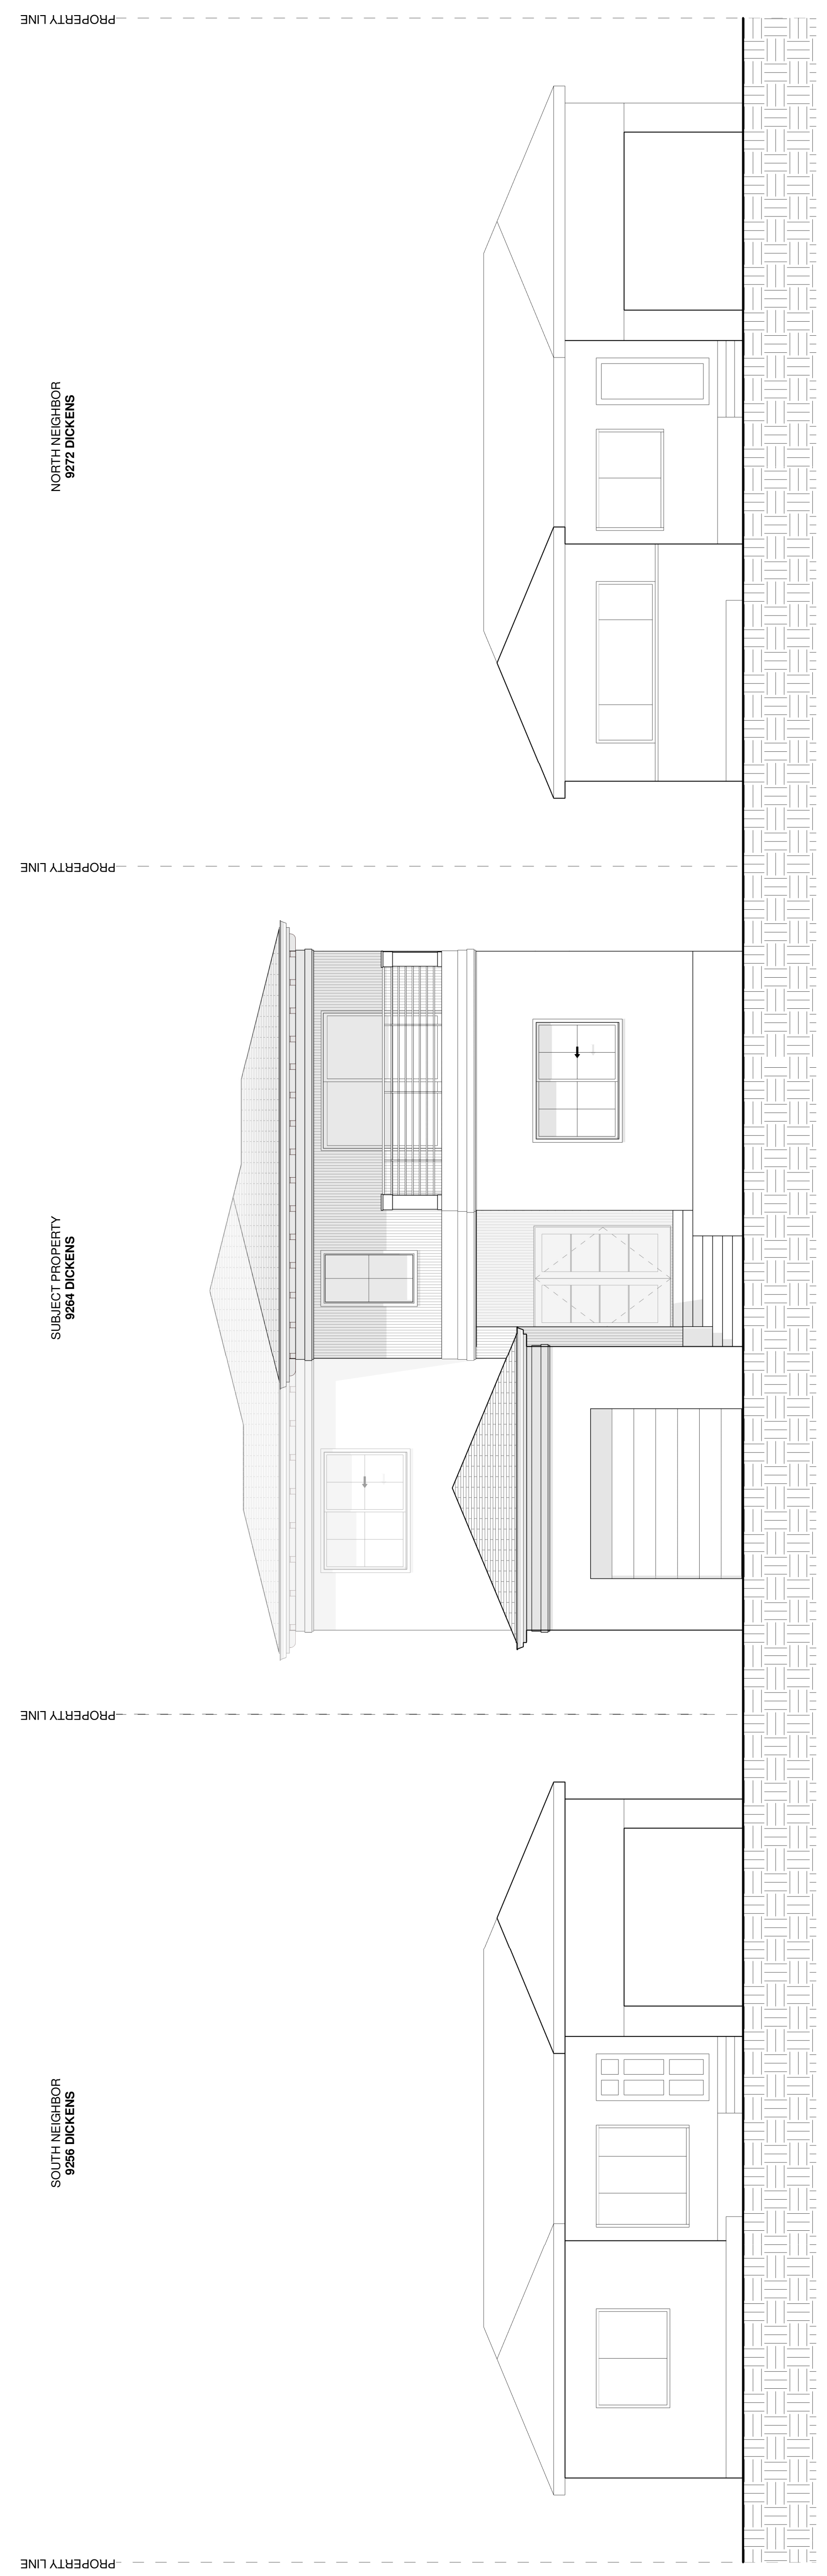 PROPERTY LINE
SOUTH NEIGHBOR
9256 DICKENS
PROPERTY LINE
SUBJECT PROPERTY
9264 DICKENS
PROPERTY LINE
NORTH NEIGHBOR
9272 DICKENS
PROPERTY LINE